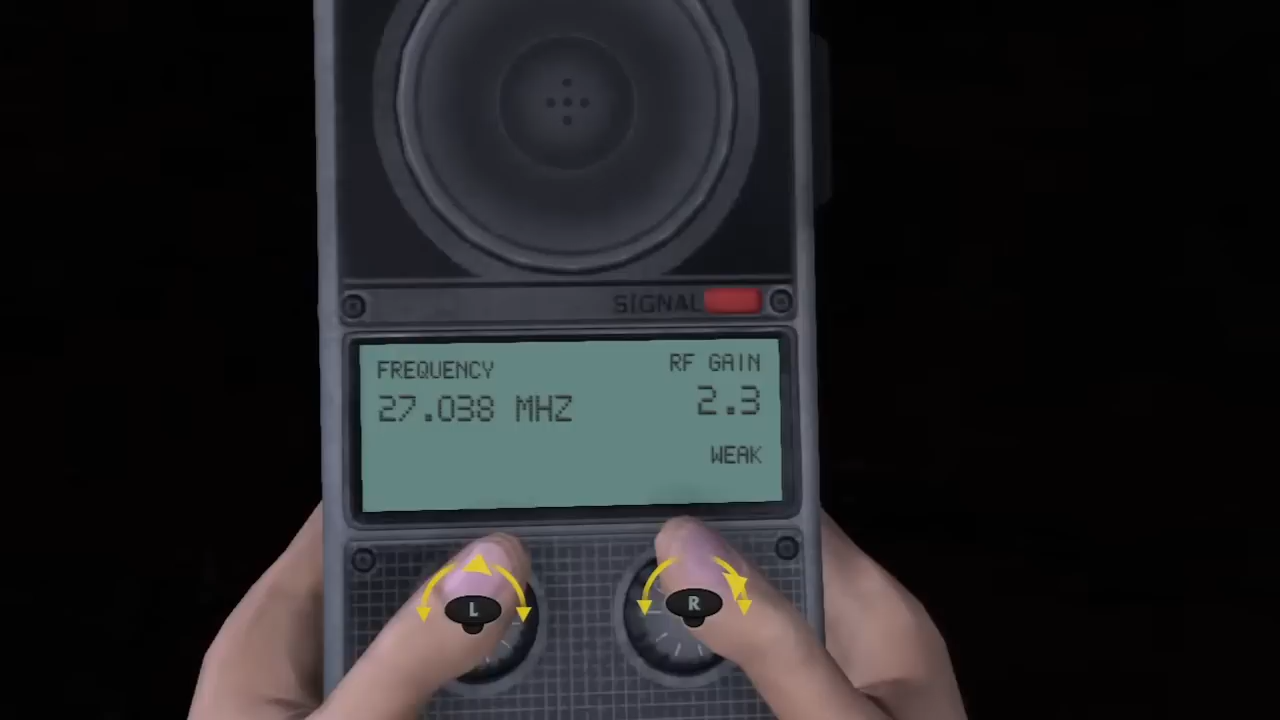 SIGNAL
FREQUENCY
27.038 MHZ
RF GAIN
2.3
WEAK
L
R